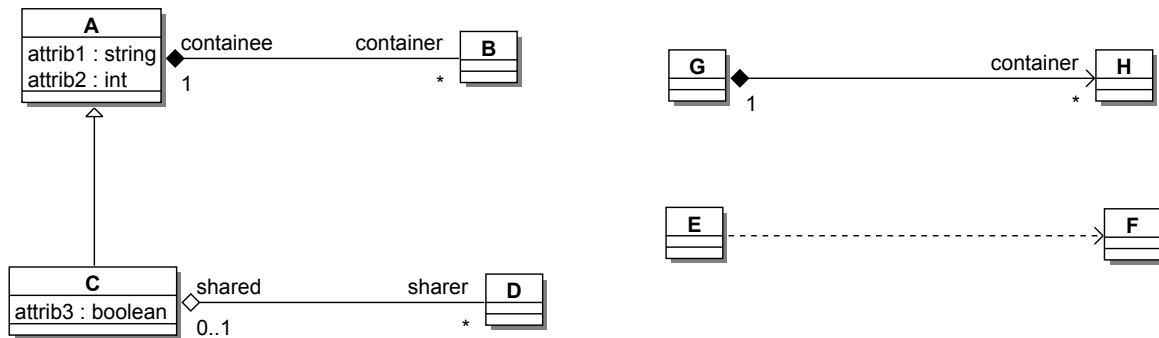 A
attrib1 : string
attrib2 : int
containee
container
1
*
B
C
attrib3 : boolean
shared
sharer
0..1
*
D
G
container
1
*
H
E
F